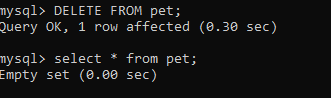 mysql> DELETE FROM pet;
Query OK, 1 row affected (0.30 sec)
mysql> select * from pet;
Empty set (0.00 sec)